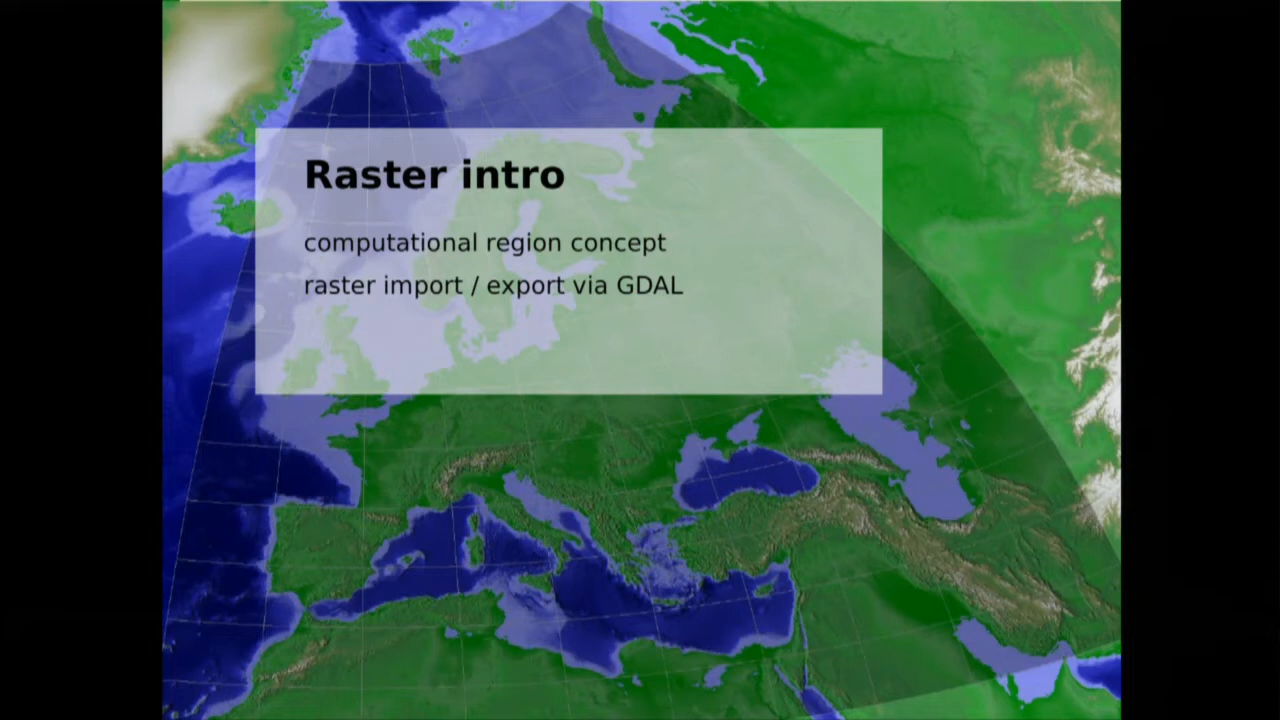 Raster intro
computational region concept
raster import / export via GDAL